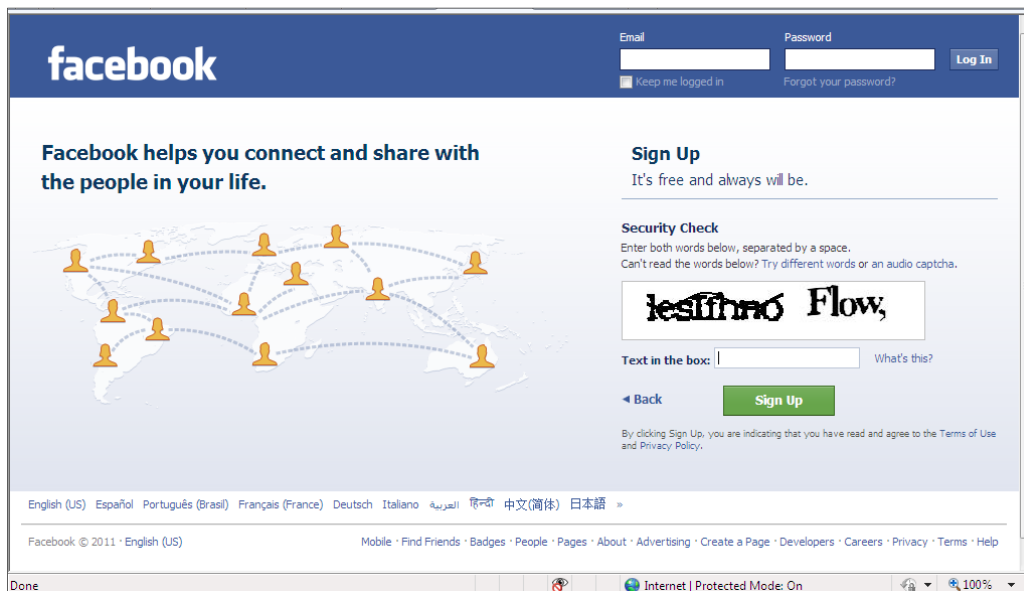 facebook
Email
Password
Log In
Keep me logged in
Forgot your password?
Facebook helps you connect and share with
the people in your life.
Sign Up
It's free and always will be.
Security Check
Enter both words below, separated by a space.
Can't read the words below? Try different words or an audio captcha.
Flow,
Text in the box:
What's this?
◄ Back
Sign Up
By clicking Sign Up, you are indicating that you have read and agree to the Terms of Use
and Privacy Policy.
English (US) Español Português (Brasil) Français (France) Deutsch Italiano العربية हिन्दी 中文(简体) 日本語 »
Facebook © 2011 · English (US)
Mobile · Find Friends · Badges · People · Pages · About · Advertising · Create a Page · Developers · Careers · Privacy · Terms · Help
Done
Internet | Protected Mode: On
100%